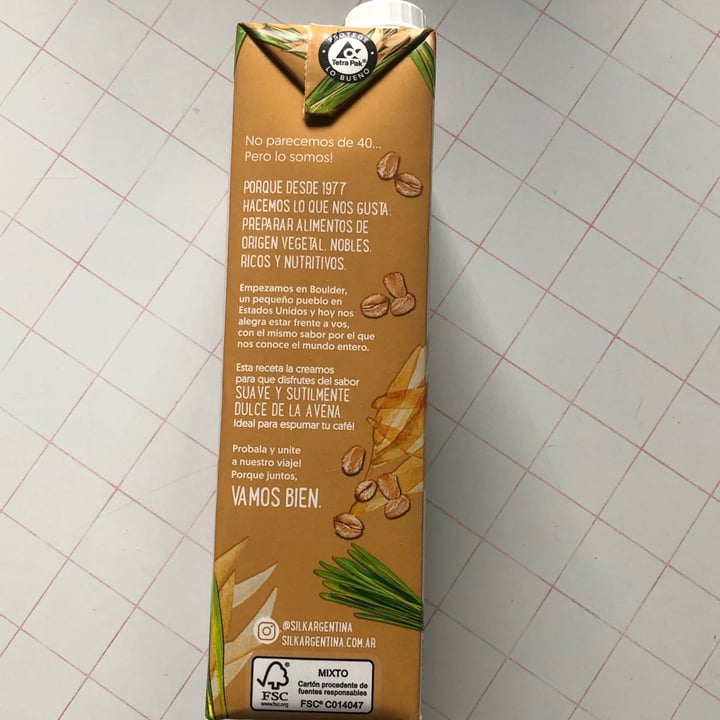 PROTEGE
Tetra Pak®
LO BUENO
No parecemos de 40...
Pero lo somos!
PORQUE DESDE 1977
HACEMOS LO QUE NOS GUSTA:
PREPARAR ALIMENTOS DE
ORIGEN VEGETAL. NOBLES.
RICOS Y NUTRITIVOS.
Empezamos en Boulder,
un pequeño pueblo en
Estados Unidos y hoy nos
alegra estar frente a vos,
con el mismo sabor por el que
nos conoce el mundo entero.
Esta receta la creamos
para que disfrutes del sabor
SUAVE Y SUTILMENTE
DULCE DE LA AVENA.
Ideal para espumar tu café!
Probala y unite
a nuestro viaje!
Porque juntos,
VAMOS BIEN.
@SILKARGENTINA
SILKARGENTINA.COM.AR
FSC
www.fsc.org
MIXTO
Cartón procedente de
fuentes responsables
FSC® C014047